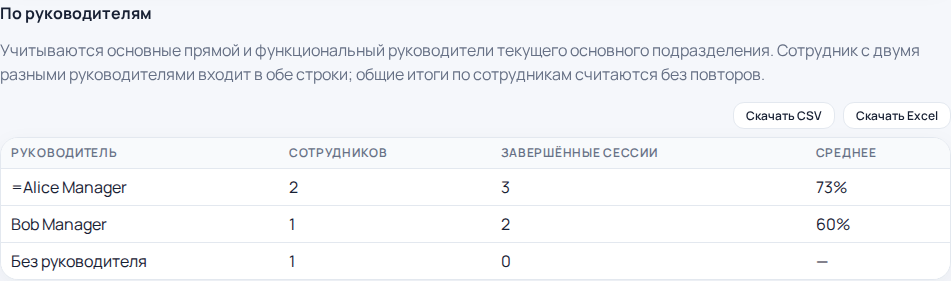 По руководителям
Учитываются основные прямой и функциональный руководители текущего основного подразделения. Сотрудник с двумя
разными руководителями входит в обе строки; общие итоги по сотрудникам считаются без повторов.
Скачать CSV Скачать Excel
РУКОВОДИТЕЛЬ СОТРУДНИКОВ ЗАВЕРШЁННЫЕ СЕССИИ СРЕДНЕЕ
=Alice Manager 2 3 73%
Bob Manager 1 2 60%
Без руководителя 1 0 —